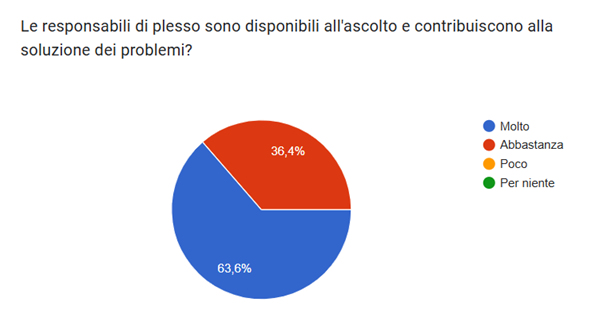 Le responsabili di plesso sono disponibili all'ascolto e contribuiscono alla
soluzione dei problemi?
Molto
Abbastanza
Poco
Per niente
36,4%
63,6%